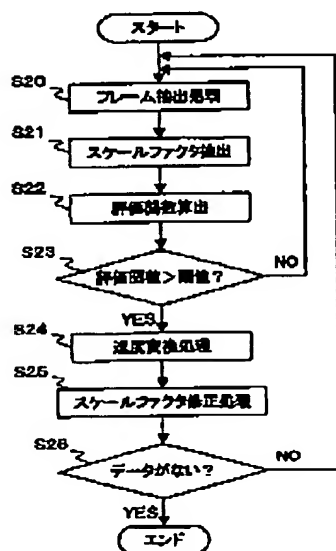 スタート
S20
フレーム抽出処理
S21
スケールファクタ抽出
S22
評価関数算出
S23
評価関数>閾値?
NO
YES
S24
速度変換処理
S25
スケールファクタ修正処理
S26
データがない?
NO
YES
エンド